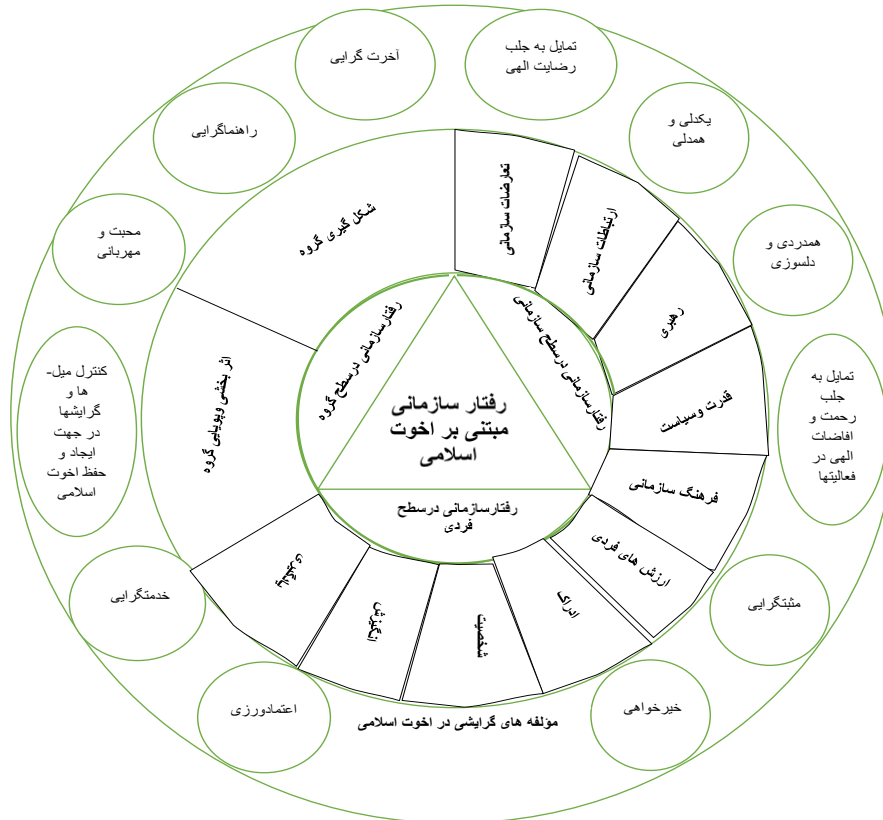 تمایل به جلب
رضایت الهی
یکدلی و
همدلی
همدردی و
دلسوزی
تمایل به
جلب
رحمت و
افاضات
الهی در
فعالیتها
مثبتگرایی
خیرخواهی
اعتمادورزی
خدمتگرایی
کنترل میل-
ها و
گرایشها
در جهت
ایجاد و
حفظ اخوت
اسلامی
محبت و
مهربانی
راهنماگرایی
آخرت گرایی
تعارضات سازمانی
ارتباطات سازمانی
رهبری
قدرت وسیاست
فرهنگ سازمانی
ارزش های فردی
ادراک
شخصیت
انگیزش
یادگیری
اثر بخشی وپویایی گروه
شکل گیری گروه
رفتارسازمانی درسطح سازمانی
رفتارسازمانی درسطح گروه
رفتارسازمانی درسطح
فردی
رفتار سازمانی
مبتنی بر اخوت
اسلامی
مؤلفه های گرایشی در اخوت اسلامی